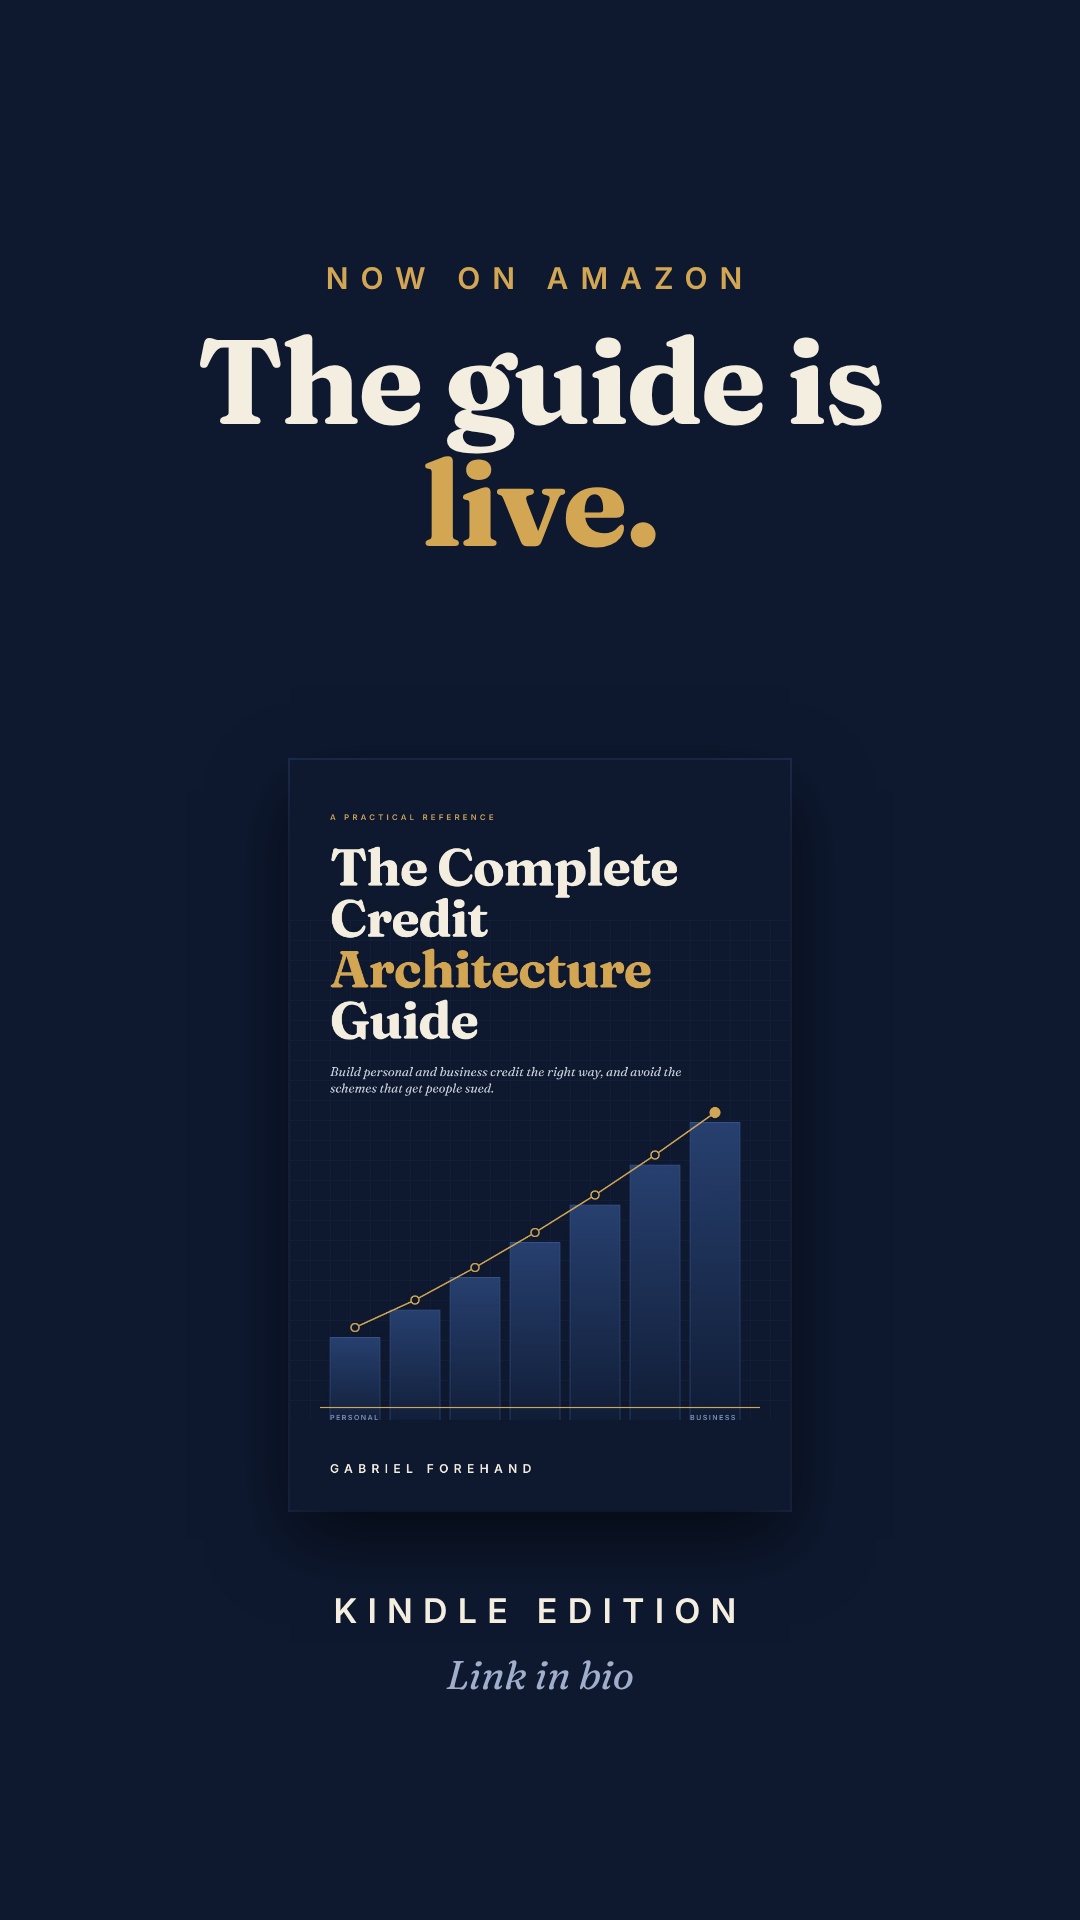 NOW ON AMAZON
The guide is
live.
A PRACTICAL REFERENCE
The Complete
Credit
Architecture
Guide
Build personal and business credit the right way, and avoid the
schemes that get people sued.
PERSONAL
BUSINESS
GABRIEL FOREHAND
KINDLE EDITION
Link in bio